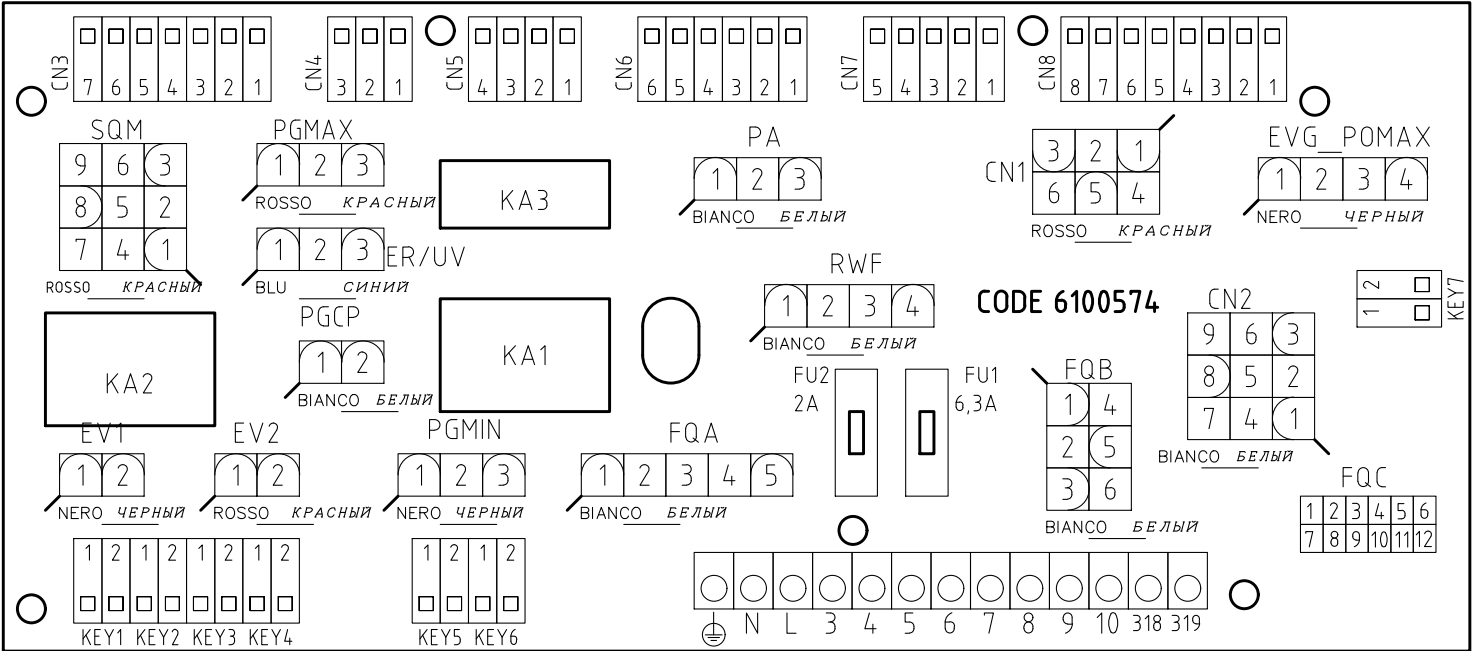 CN3 7 6 5 4 3 2 1
CN4 3 2 1
CN5 4 3 2 1
CN6 6 5 4 3 2 1
CN7 5 4 3 2 1
CN8 8 7 6 5 4 3 2 1
SQM
9 6 3
8 5 2
7 4 1
ROSSO КРАСНЫЙ
PGMAX
1 2 3
ROSSO КРАСНЫЙ
1 2 3 ER/UV
BLU СИНИЙ
PGCP
1 2
BIANCO БЕЛЫЙ
KA3
KA1
KA2
PA
1 2 3
BIANCO БЕЛЫЙ
CN1
3 2 1
6 5 4
ROSSO КРАСНЫЙ
EVG_POMAX
1 2 3 4
NERO ЧЕРНЫЙ
RWF
1 2 3 4
BIANCO БЕЛЫЙ
CODE 6100574
CN2
9 6 3
8 5 2
7 4 1
BIANCO БЕЛЫЙ
2
1
KEY7
FU2
2A
FU1
6,3A
FQB
1 4
2 5
3 6
BIANCO БЕЛЫЙ
EV1
1 2
NERO ЧЕРНЫЙ
EV2
1 2
ROSSO КРАСНЫЙ
PGMIN
1 2 3
NERO ЧЕРНЫЙ
FQA
1 2 3 4 5
BIANCO БЕЛЫЙ
FQC
1 2 3 4 5 6
7 8 9 10 11 12
1 2 1 2 1 2 1 2
KEY1 KEY2 KEY3 KEY4
1 2 1 2
KEY5 KEY6
N L 3 4 5 6 7 8 9 10 318 319